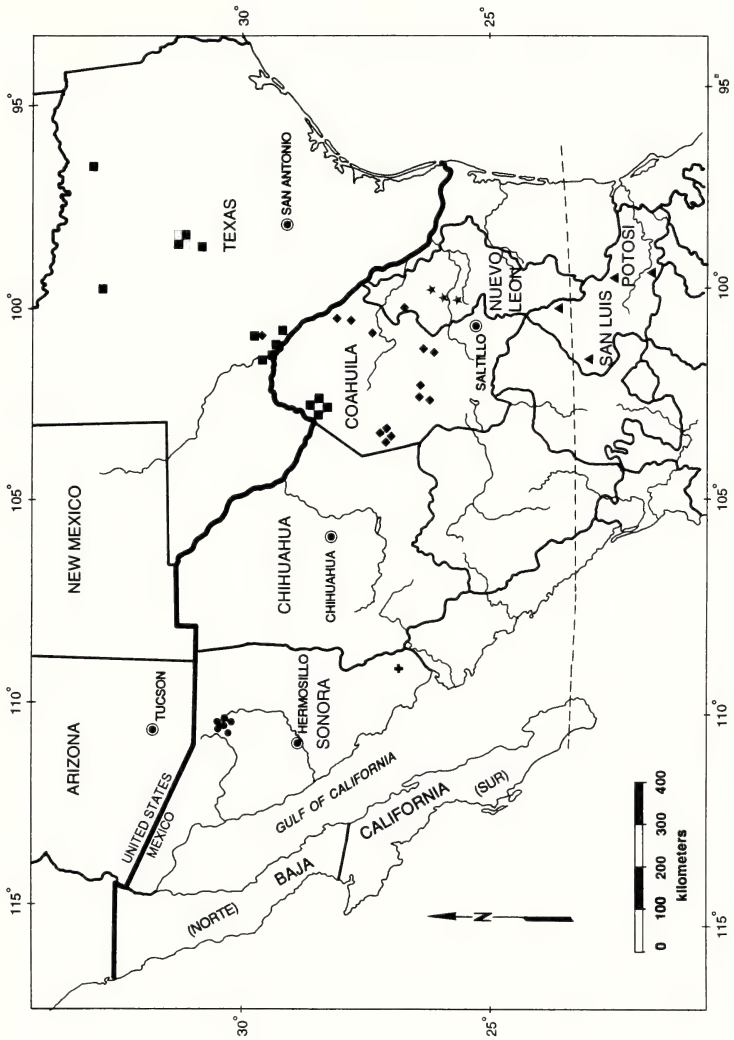 115°
110°
105°
100°
95°
30°
30°
25°
25°
115°
110°
105°
100°
95°
ARIZONA
NEW MEXICO
TEXAS
TUCSON
SAN ANTONIO
UNITED STATES
MEXICO
HERMOSILLO
SONORA
CHIHUAHUA
CHIHUAHUA
COAHUILA
SALTILLO
NUEVO
LEON
SAN LUIS
POTOSI
GULF OF CALIFORNIA
(NORTE)
BAJA
CALIFORNIA
(SUR)
N
0 100 200 300 400
kilometers